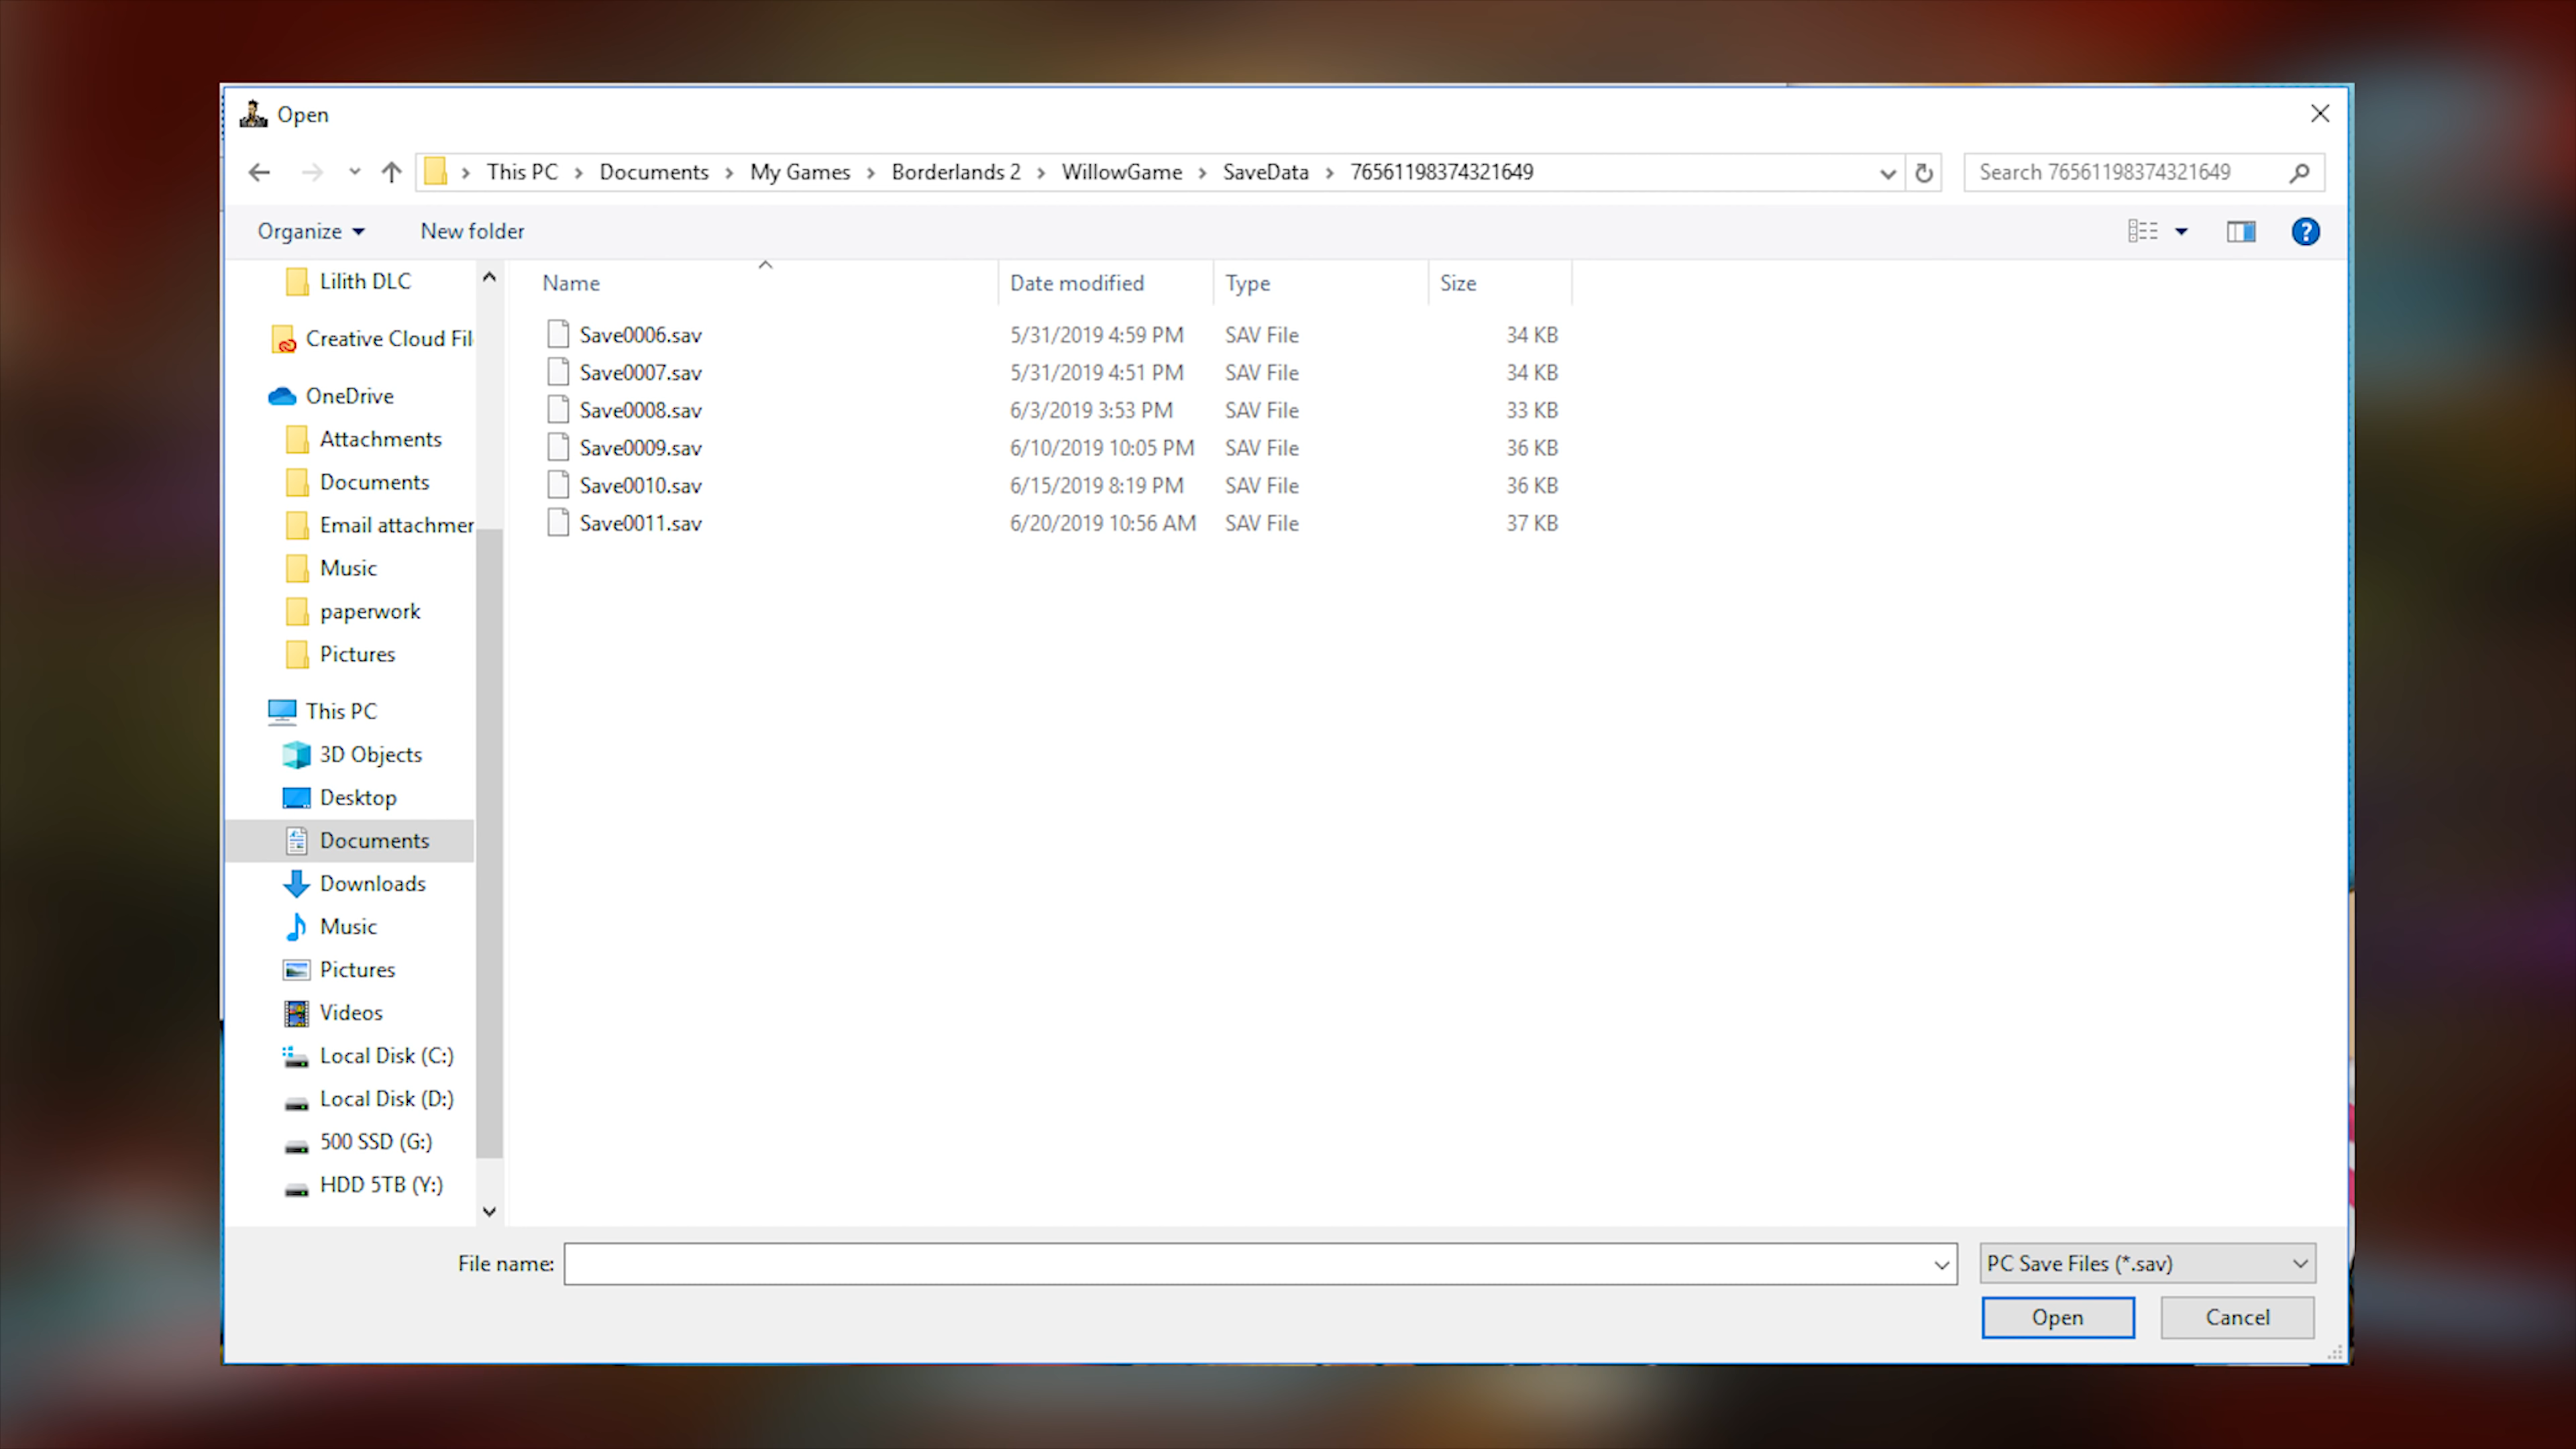 Open
This PC > Documents > My Games > Borderlands 2 > WillowGame > SaveData > 76561198374321649
Search 76561198374321649
Organize
New folder
?
Lilith DLC
Creative Cloud Fil
OneDrive
Attachments
Documents
Email attachmen
Music
paperwork
Pictures
This PC
3D Objects
Desktop
Documents
Downloads
Music
Pictures
Videos
Local Disk (C:)
Local Disk (D:)
500 SSD (G:)
HDD 5TB (Y:)
Name Date modified Type Size
Save0006.sav 5/31/2019 4:59 PM SAV File 34 KB
Save0007.sav 5/31/2019 4:51 PM SAV File 34 KB
Save0008.sav 6/3/2019 3:53 PM SAV File 33 KB
Save0009.sav 6/10/2019 10:05 PM SAV File 36 KB
Save0010.sav 6/15/2019 8:19 PM SAV File 36 KB
Save0011.sav 6/20/2019 10:56 AM SAV File 37 KB
File name:
PC Save Files (*.sav)
Open
Cancel